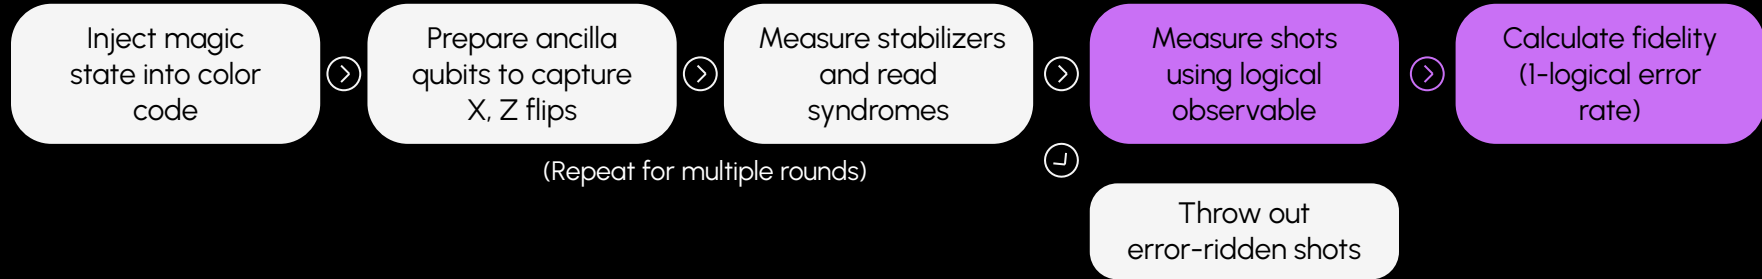 Inject magic
state into color
code
Prepare ancilla
qubits to capture
X, Z flips
Measure stabilizers
and read
syndromes
Measure shots
using logical
observable
Calculate fidelity
(1-logical error
rate)
(Repeat for multiple rounds)
Throw out
error-ridden shots